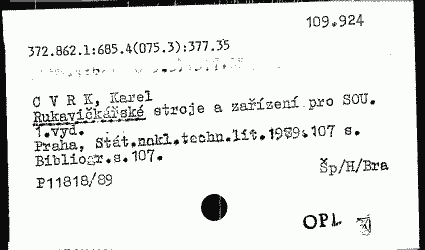 109.924
372.862.1:685.4(075.3):377.35
C V R K, Karel
Rukavičkářské stroje a zařízení pro SOU.
1.vyd.
Praha, Stát.nakl.techn.lit.1989.107 s.
Bibliogr.s.107.
P11818/89
Šp/H/Bra
OPL